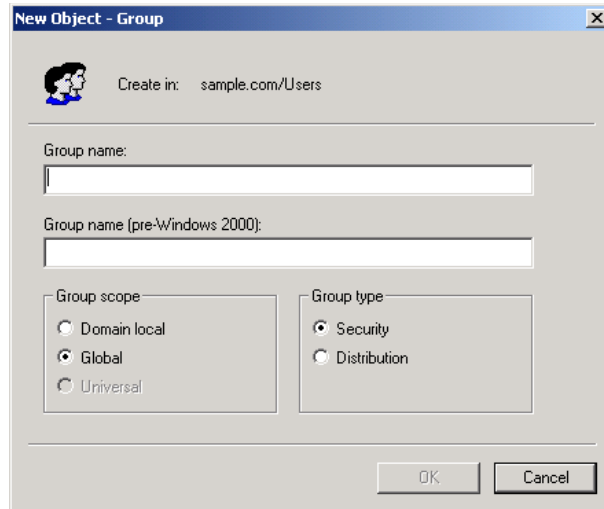 New Object - Group
Create in: sample.com/Users
Group name:
Group name (pre-Windows 2000):
Group scope
Domain local
Global
Universal
Group type
Security
Distribution
OK
Cancel